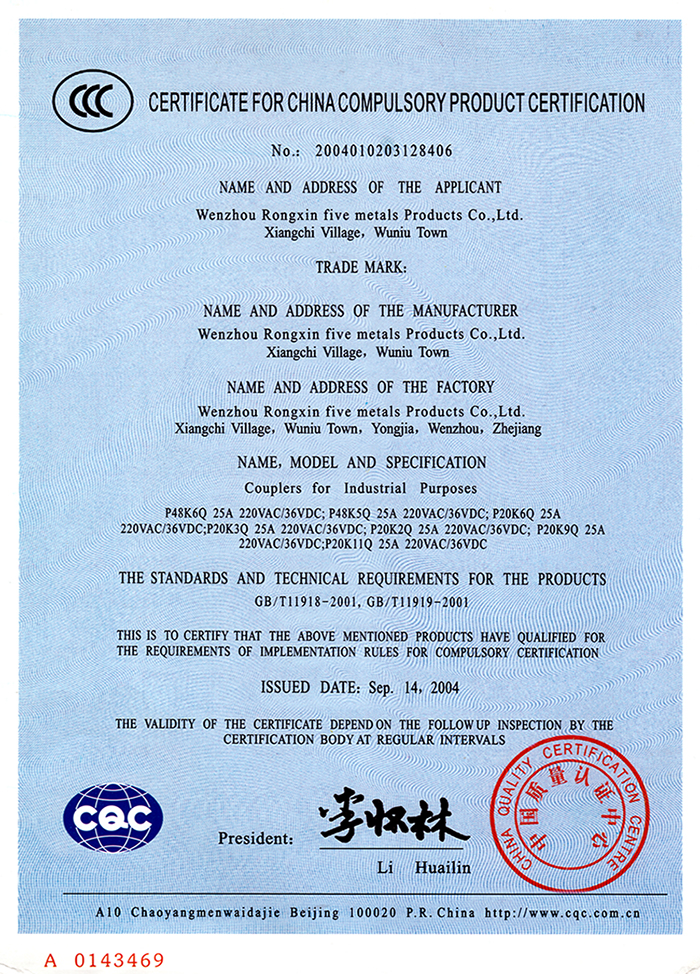 CCC
CERTIFICATE FOR CHINA COMPULSORY PRODUCT CERTIFICATION
No.: 2004010203128406
NAME AND ADDRESS OF THE APPLICANT
Wenzhou Rongxin five metals Products Co.,Ltd.
Xiangchi Village, Wuniu Town
TRADE MARK:
NAME AND ADDRESS OF THE MANUFACTURER
Wenzhou Rongxin five metals Products Co.,Ltd.
Xiangchi Village, Wuniu Town
NAME AND ADDRESS OF THE FACTORY
Wenzhou Rongxin five metals Products Co.,Ltd.
Xiangchi Village, Wuniu Town, Yongjia, Wenzhou, Zhejiang
NAME, MODEL AND SPECIFICATION
Couplers for Industrial Purposes
P48K6Q 25A 220VAC/36VDC; P48K5Q 25A 220VAC/36VDC; P20K6Q 25A
220VAC/36VDC;P20K3Q 25A 220VAC/36VDC; P20K2Q 25A 220VAC/36VDC; P20K9Q 25A
220VAC/36VDC;P20K11Q 25A 220VAC/36VDC
THE STANDARDS AND TECHNICAL REQUIREMENTS FOR THE PRODUCTS
GB/T11918-2001, GB/T11919-2001
THIS IS TO CERTIFY THAT THE ABOVE MENTIONED PRODUCTS HAVE QUALIFIED FOR
THE REQUIREMENTS OF IMPLEMENTATION RULES FOR COMPULSORY CERTIFICATION
ISSUED DATE: Sep. 14, 2004
THE VALIDITY OF THE CERTIFICATE DEPEND ON THE FOLLOW UP INSPECTION BY THE
CERTIFICATION BODY AT REGULAR INTERVALS
CQC
President:
李怀林
Li Huailin
CHINA QUALITY CERTIFICATION CENTRE
中国质量认证中心
A10 Chaoyangmenwaidajie Beijing 100020 P.R. China http://www.cqc.com.cn
A 0143469